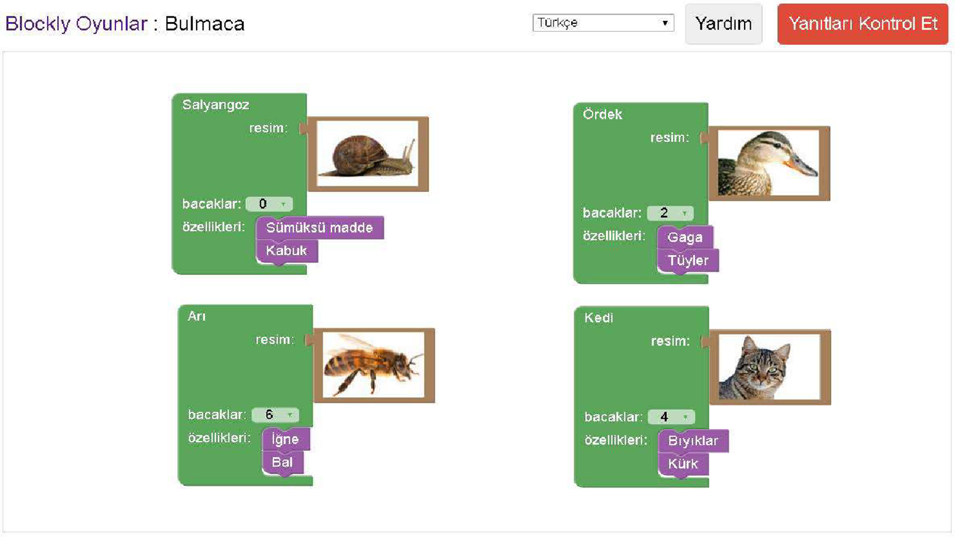 Blockly Oyunlar : Bulmaca
Türkçe
Yardım
Yanıtları Kontrol Et
Salyangoz
resim:
bacaklar: 0
özellikleri:
Sümüksü madde
Kabuk
Ördek
resim:
bacaklar: 2
özellikleri:
Gaga
Tüyler
Arı
resim:
bacaklar: 6
özellikleri:
İğne
Bal
Kedi
resim:
bacaklar: 4
özellikleri:
Bıyıklar
Kürk